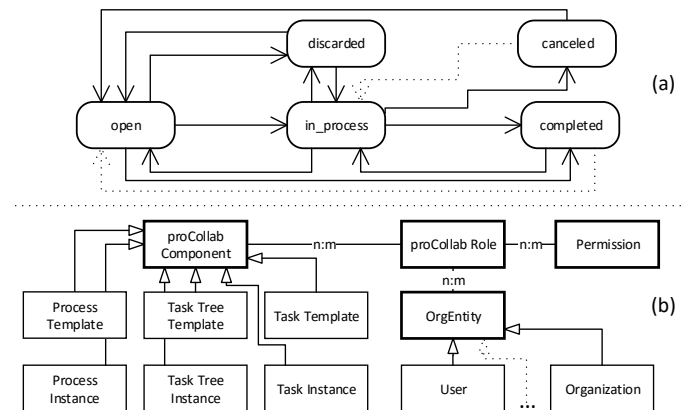 discarded
canceled
(a)
open
in_process
completed
proCollab
Component
n:m
proCollab Role
n:m
Permission
n:m
(b)
Process
Template
Task Tree
Template
Task Template
OrgEntity
Process
Instance
Task Tree
Instance
Task Instance
User
...
Organization